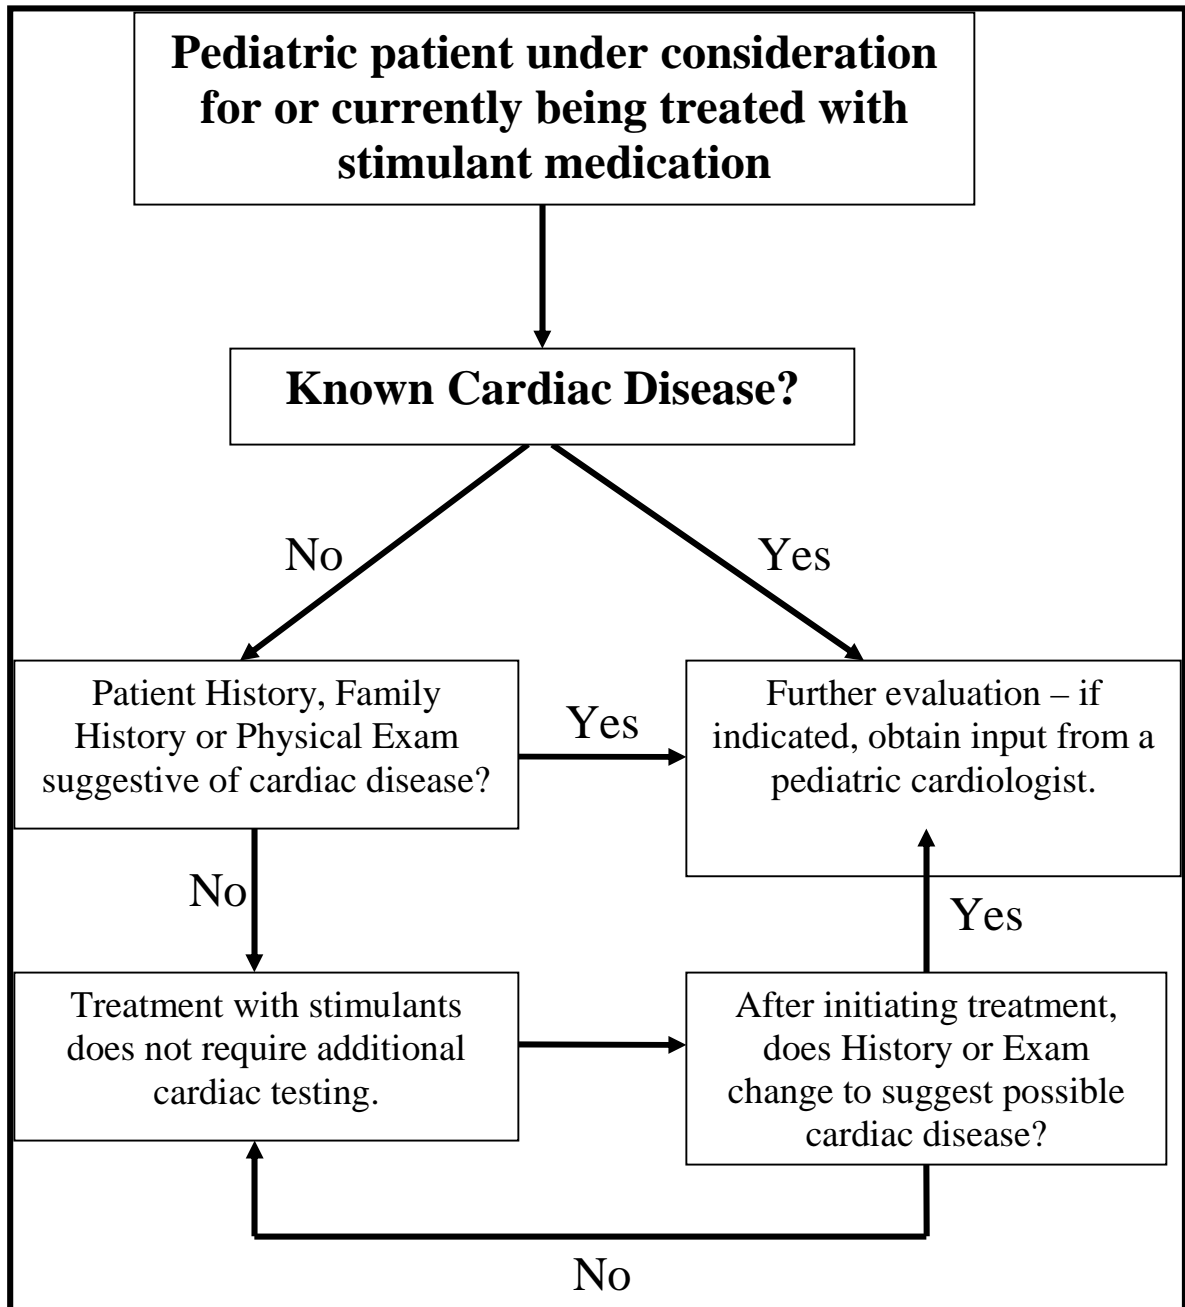 Pediatric patient under consideration
for or currently being treated with
stimulant medication
Known Cardiac Disease?
No
Yes
Patient History, Family
History or Physical Exam
suggestive of cardiac disease?
Yes
Further evaluation – if
indicated, obtain input from a
pediatric cardiologist.
No
Yes
Treatment with stimulants
does not require additional
cardiac testing.
After initiating treatment,
does History or Exam
change to suggest possible
cardiac disease?
No